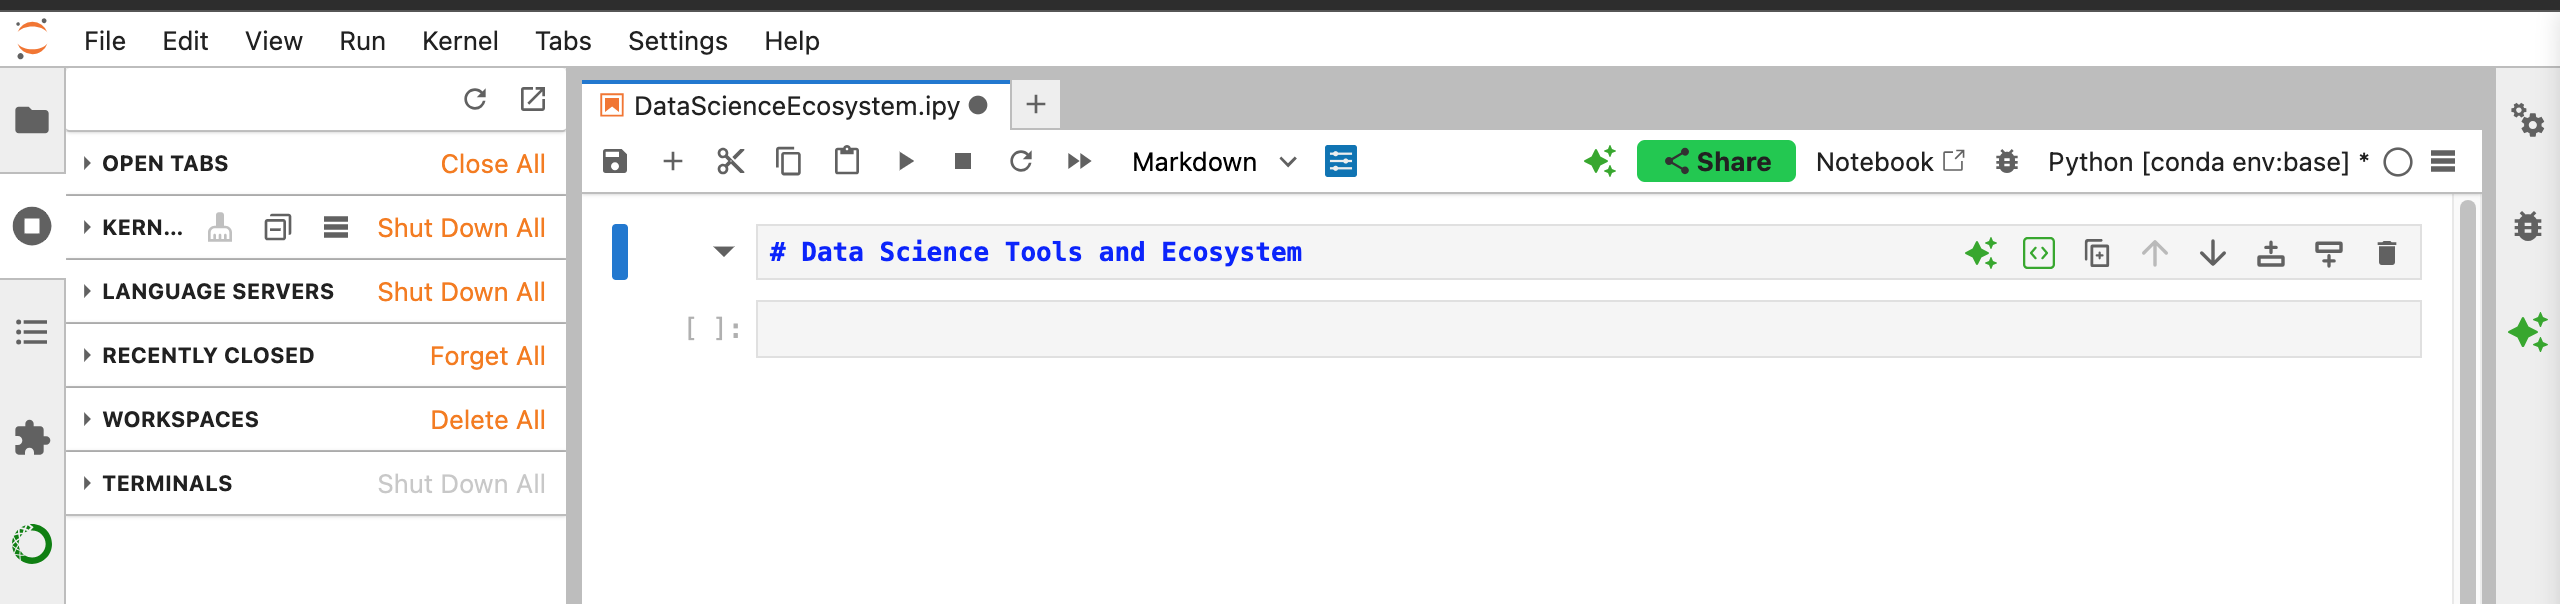 File Edit View Run Kernel Tabs Settings Help
OPEN TABS Close All
KERN... Shut Down All
LANGUAGE SERVERS Shut Down All
RECENTLY CLOSED Forget All
WORKSPACES Delete All
TERMINALS Shut Down All
DataScienceEcosystem.ipy
Markdown Share Notebook Python [conda env:base] *
# Data Science Tools and Ecosystem
[ ]: